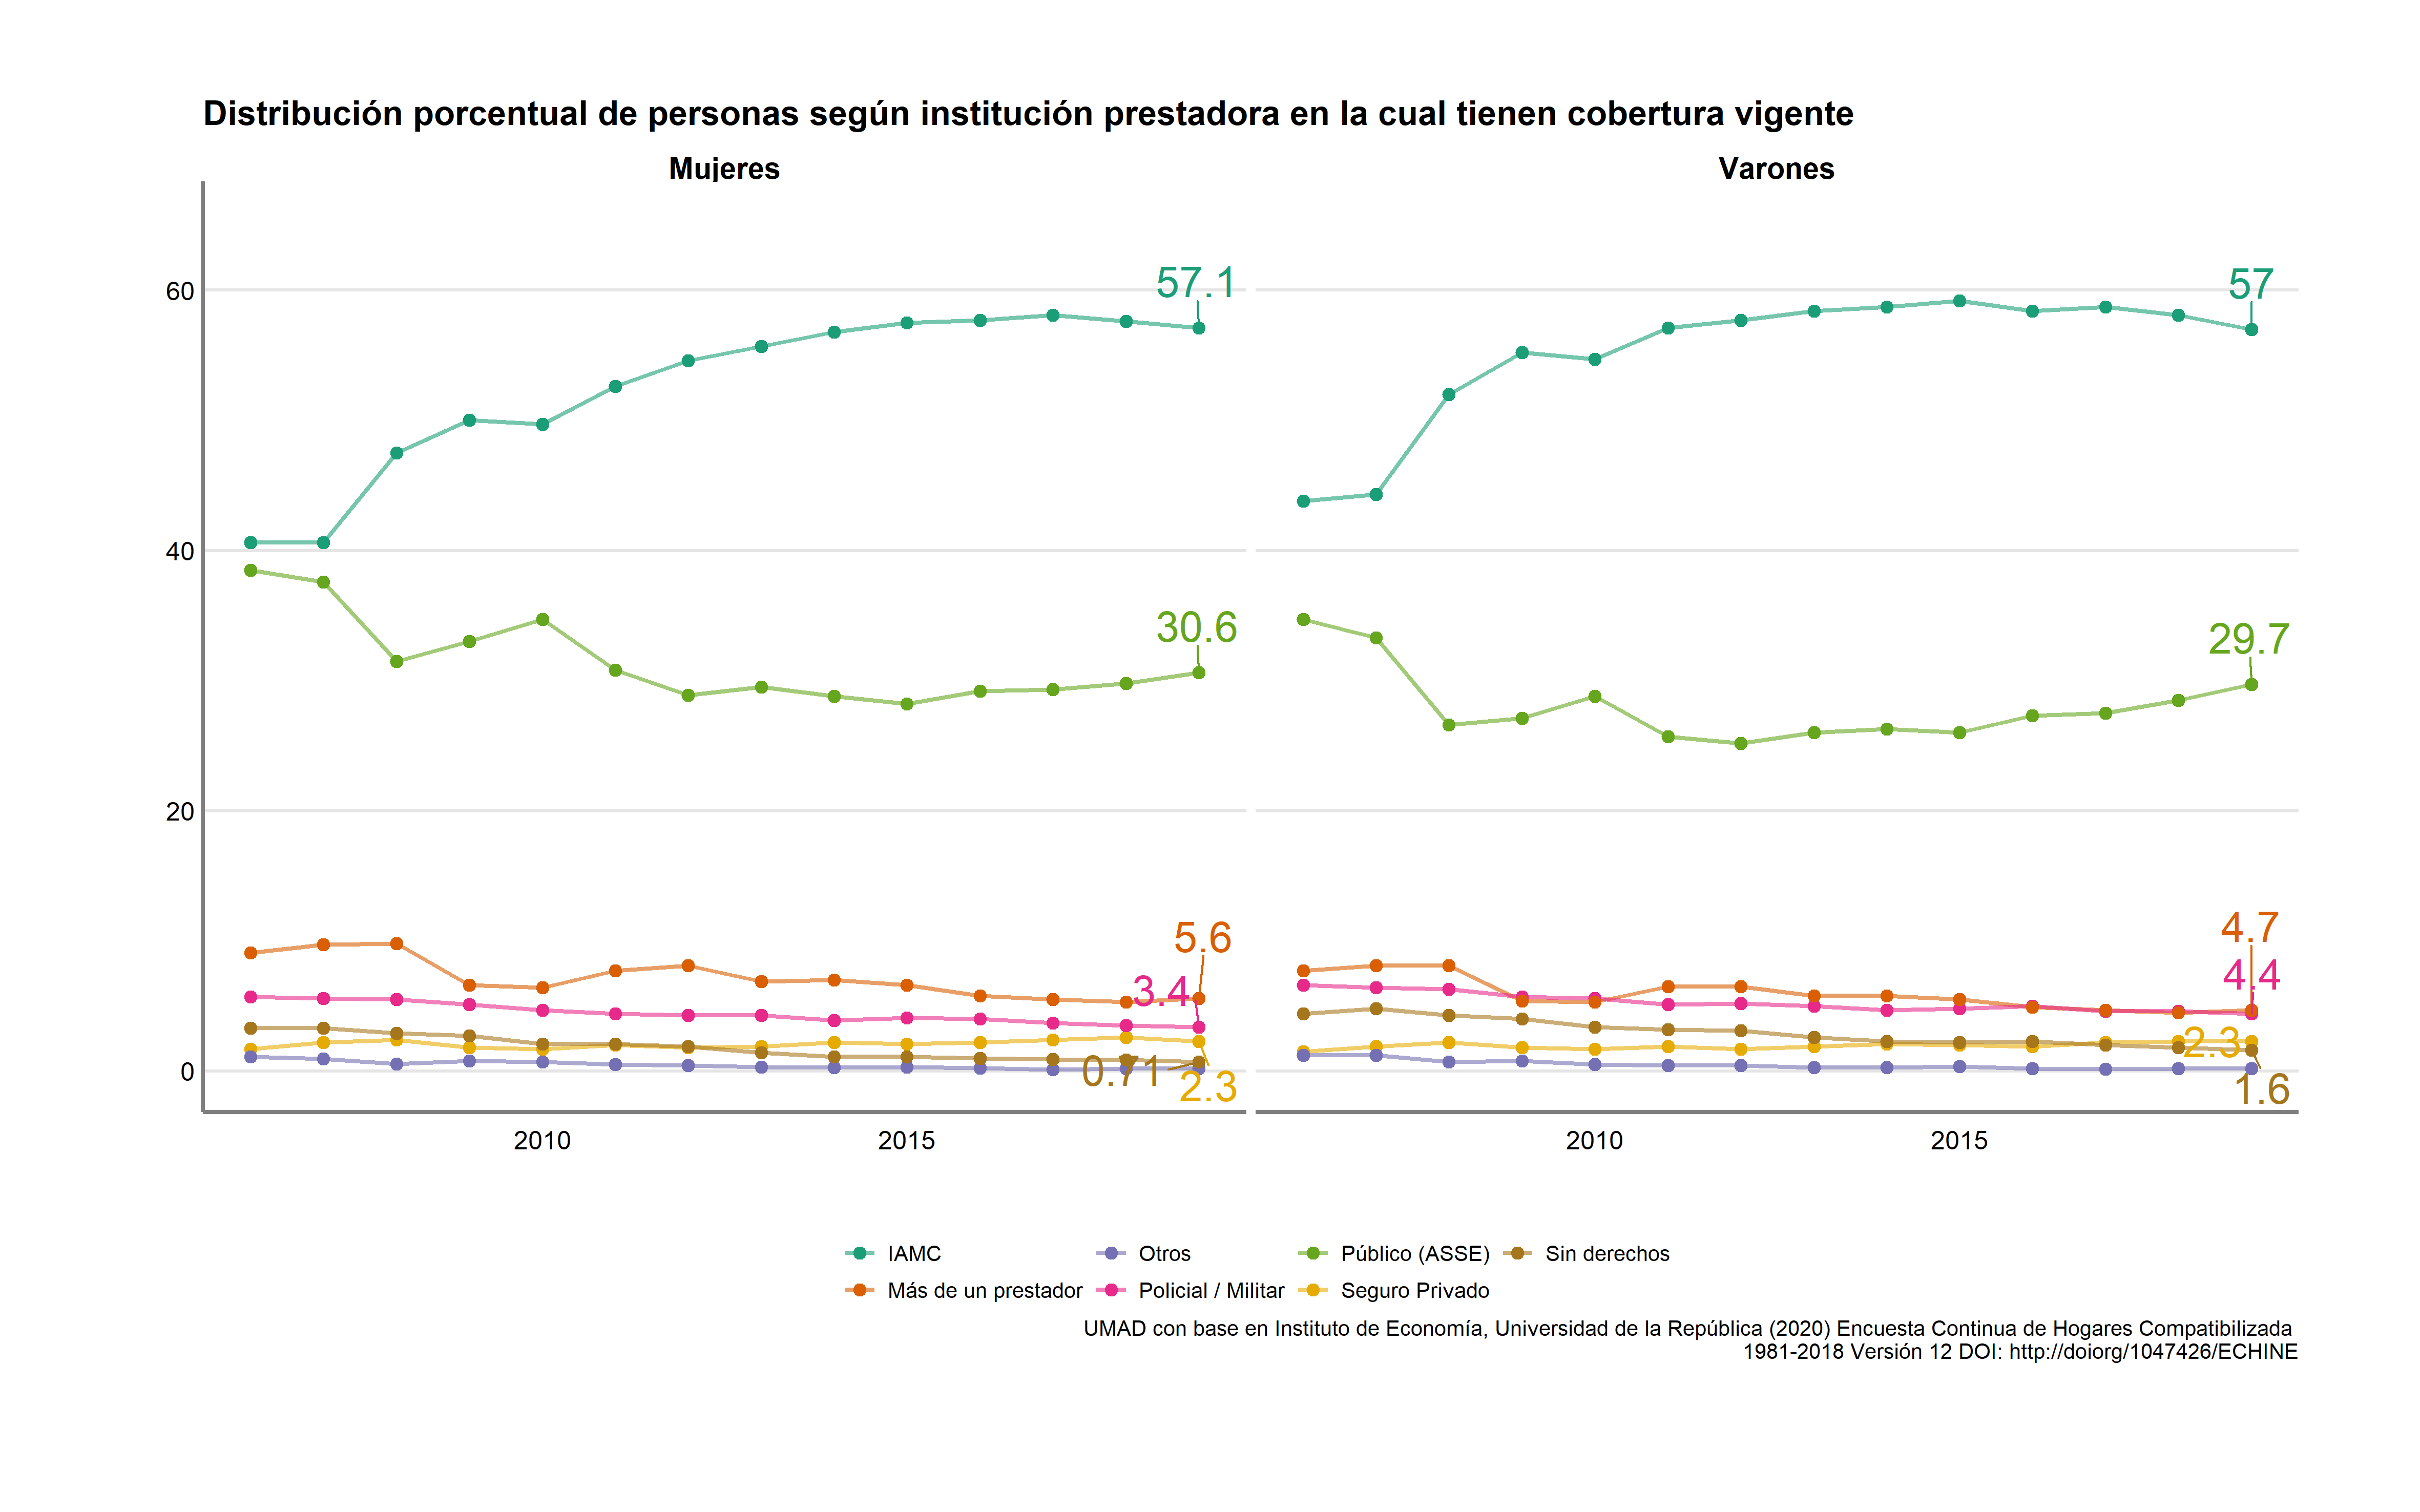 Distribución porcentual de personas según institución prestadora en la cual tienen cobertura vigente
Mujeres
Varones
60
40
20
0
57.1
30.6
5.6
3.4
0.71
2.3
57
29.7
4.7
4.4
2.3
1.6
2010
2015
2010
2015
IAMC
Otros
Público (ASSE)
Sin derechos
Más de un prestador
Policial / Militar
Seguro Privado
UMAD con base en Instituto de Economía, Universidad de la República (2020) Encuesta Continua de Hogares Compatibilizada
1981-2018 Versión 12 DOI: http://doiorg/1047426/ECHINE